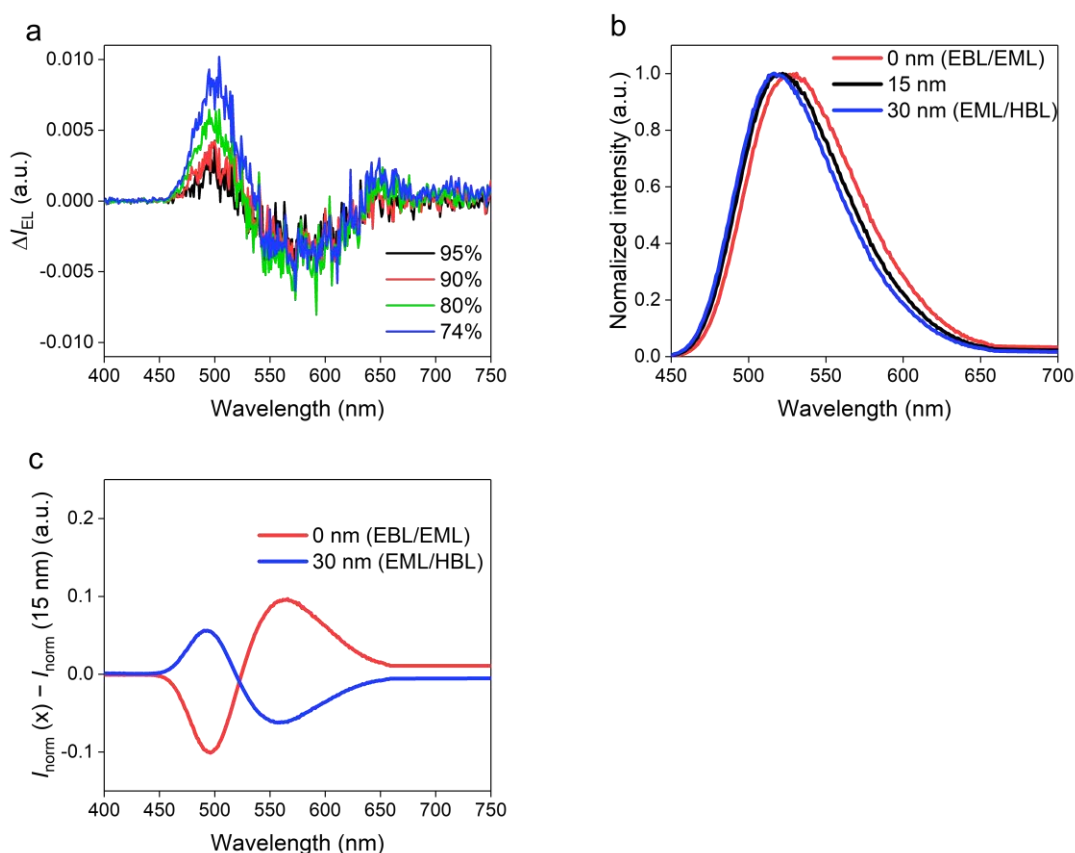 a
0.010
0.005
0.000
-0.005
-0.010
ΔI_EL (a.u.)
95%
90%
80%
74%
400 450 500 550 600 650 700 750
Wavelength (nm)
b
1.0
0.8
0.6
0.4
0.2
0.0
Nomalized intensity (a.u.)
0 nm (EBL/EML)
15 nm
30 nm (EML/HBL)
450 500 550 600 650 700
Wavelength (nm)
c
0.2
0.1
0.0
-0.1
I_norm (x) − I_norm (15 nm) (a.u.)
0 nm (EBL/EML)
30 nm (EML/HBL)
400 450 500 550 600 650 700 750
Wavelength (nm)